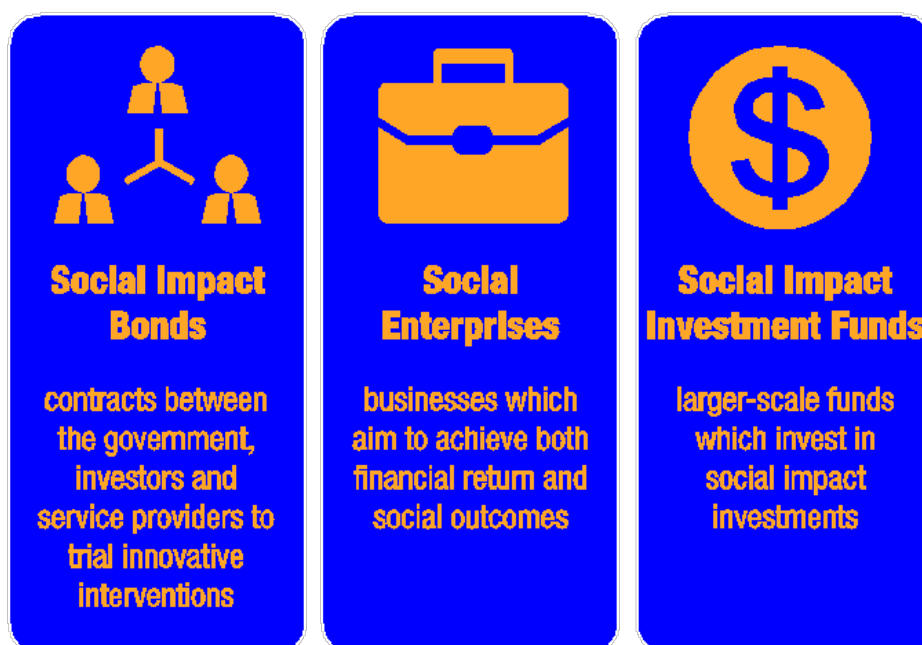 Social Impact
Bonds
contracts between
the government,
investors and
service providers to
trial innovative
interventions
Social
Enterprises
businesses which
aim to achieve both
financial return and
social outcomes
Social Impact
Investment Funds
larger-scale funds
which invest in
social impact
investments